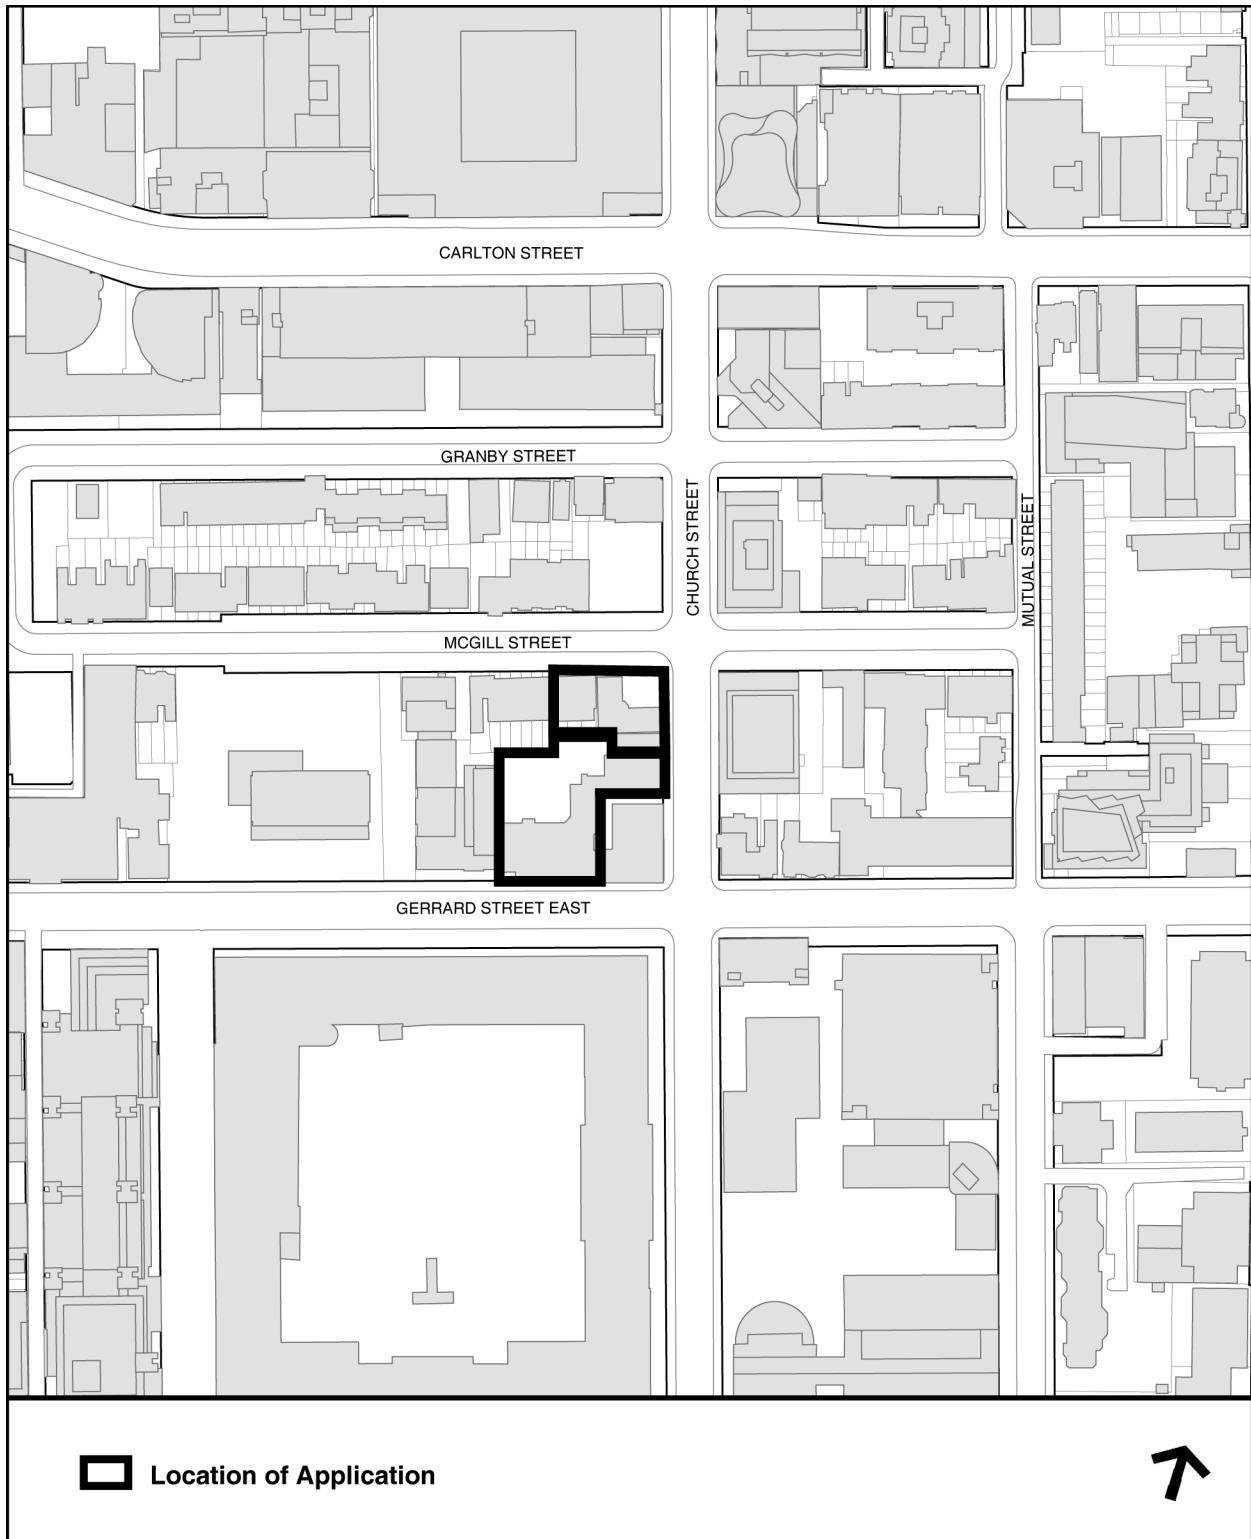 CARLTON STREET
GRANBY STREET
CHURCH STREET
MUTUAL STREET
MCGILL STREET
GERRARD STREET EAST
Location of Application